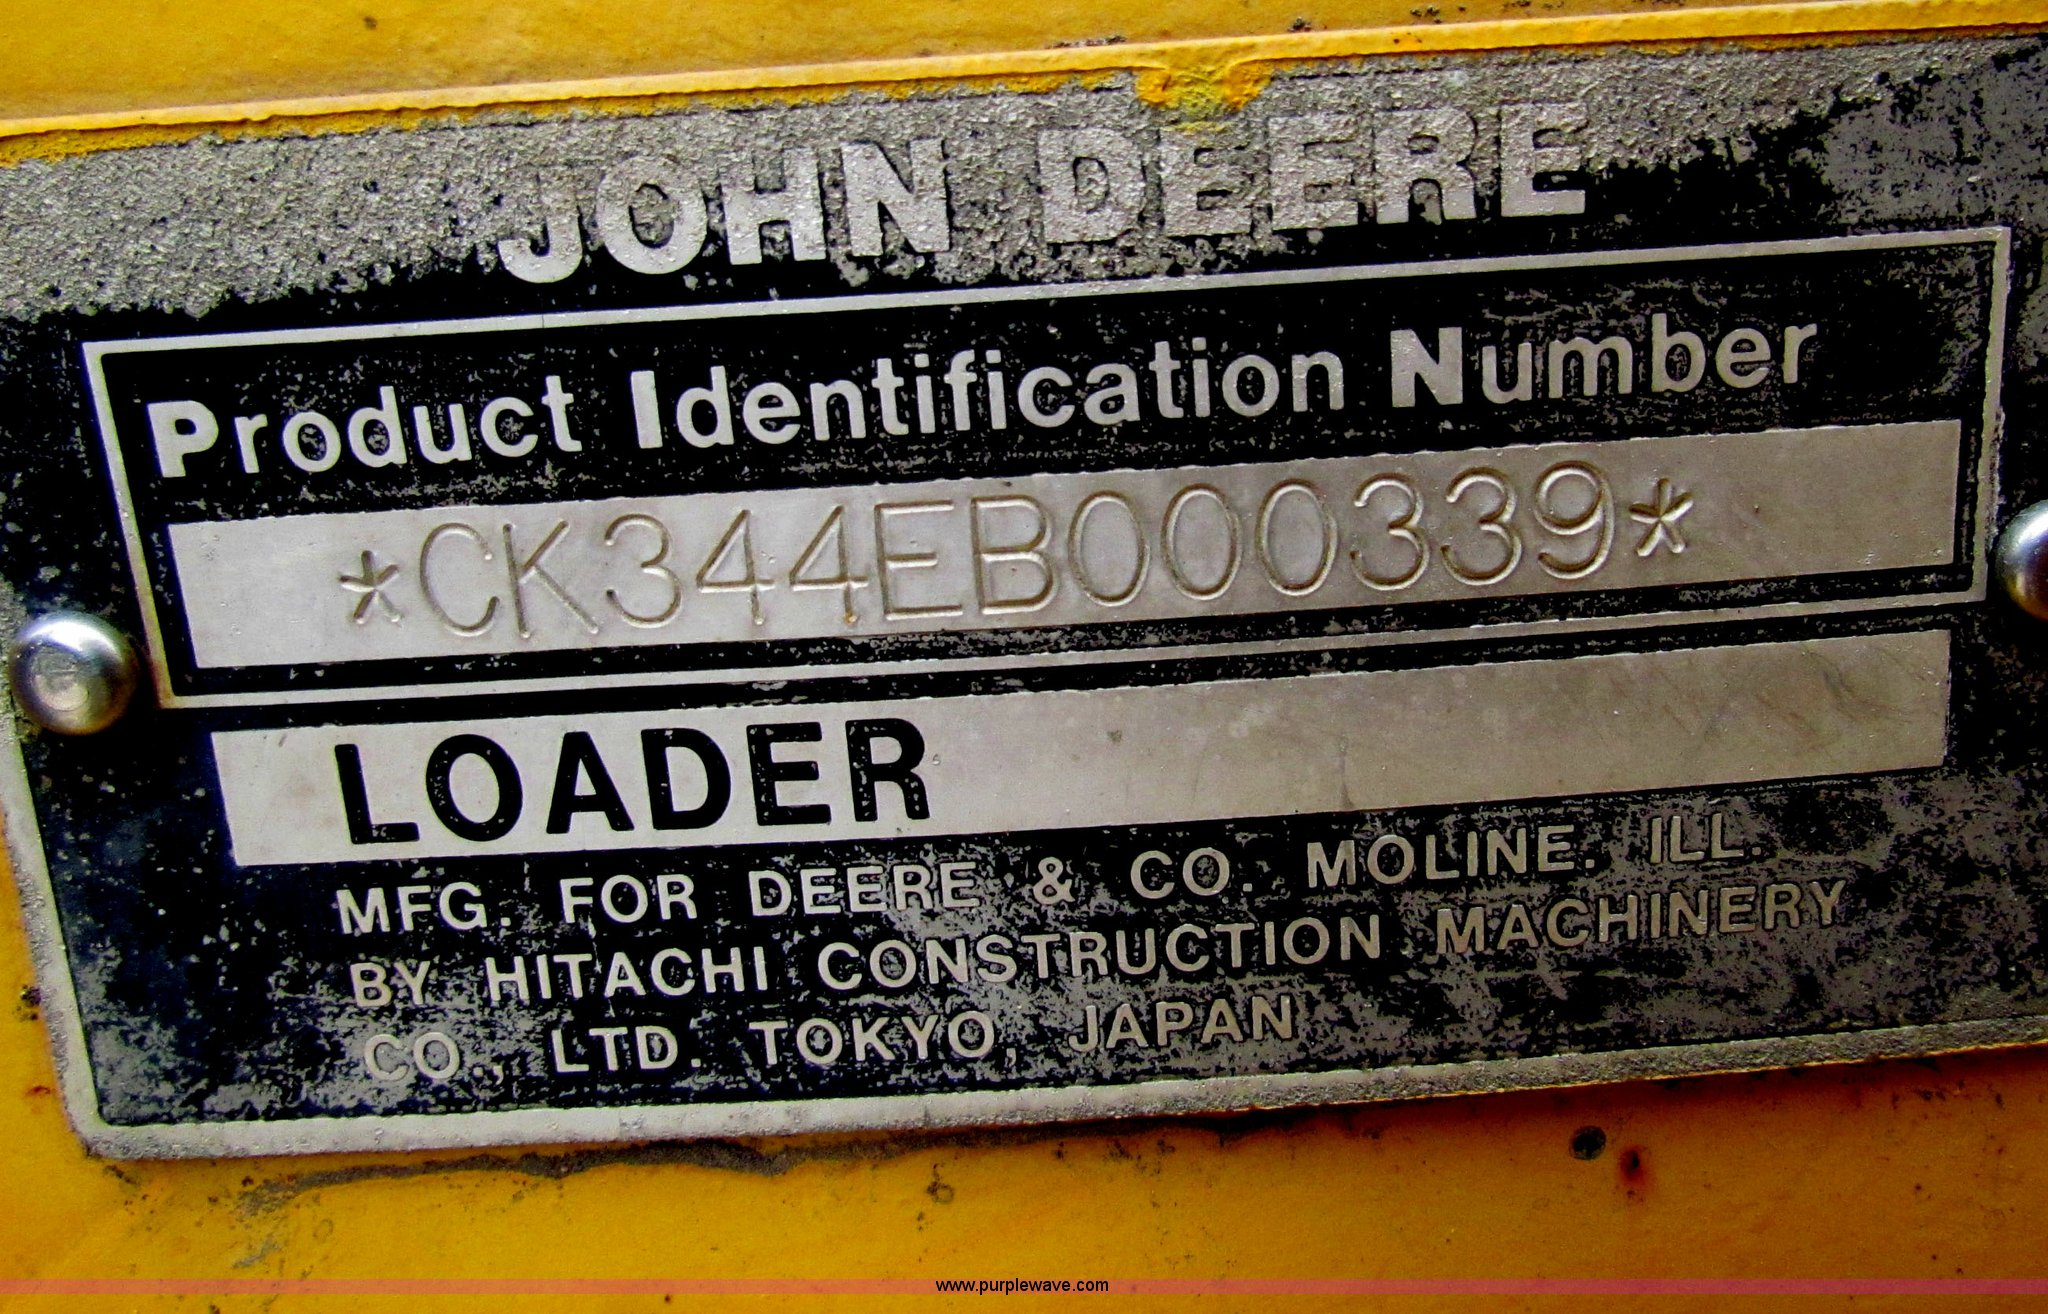 JOHN DEERE
Product Identification Number
*CK344EB000339*
LOADER
MFG. FOR DEERE & CO. MOLINE. ILL.
BY HITACHI CONSTRUCTION MACHINERY
CO., LTD. TOKYO, JAPAN
www.purplewave.com